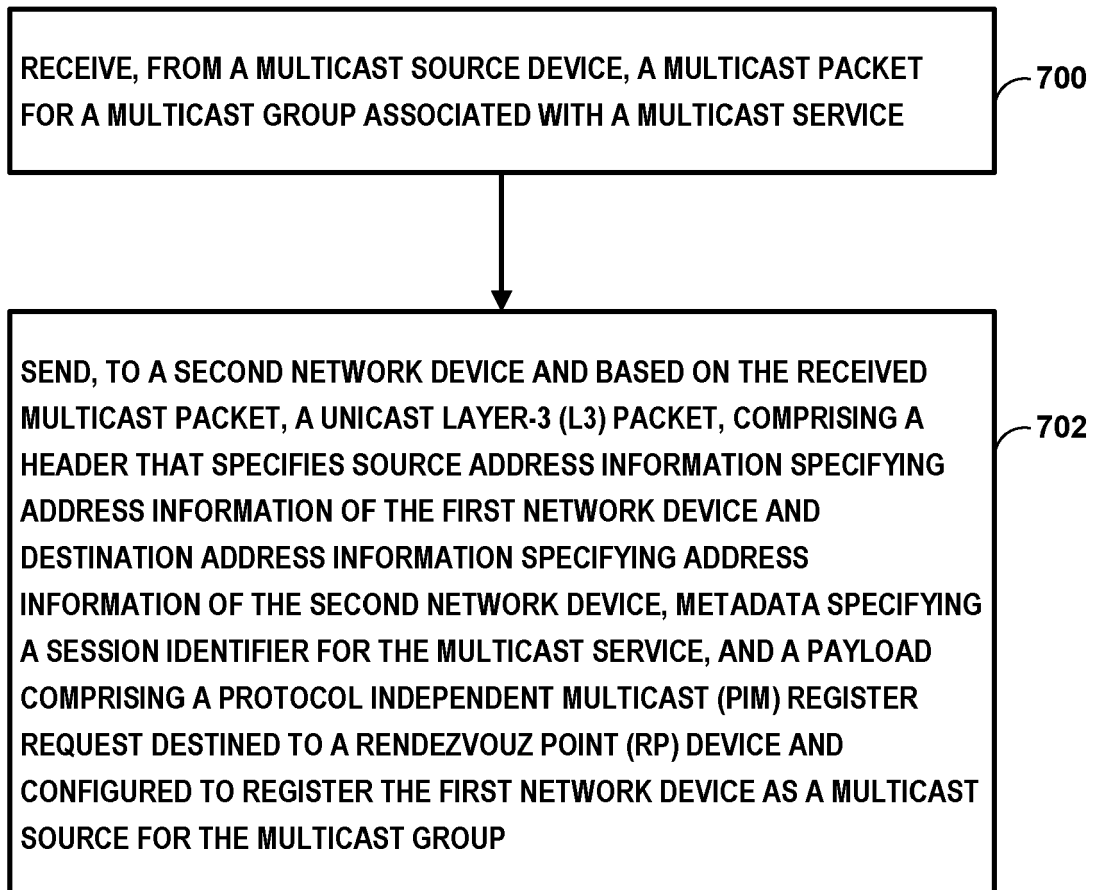 RECEIVE, FROM A MULTICAST SOURCE DEVICE, A MULTICAST PACKET
FOR A MULTICAST GROUP ASSOCIATED WITH A MULTICAST SERVICE
700
SEND, TO A SECOND NETWORK DEVICE AND BASED ON THE RECEIVED
MULTICAST PACKET, A UNICAST LAYER-3 (L3) PACKET, COMPRISING A
HEADER THAT SPECIFIES SOURCE ADDRESS INFORMATION SPECIFYING
ADDRESS INFORMATION OF THE FIRST NETWORK DEVICE AND
DESTINATION ADDRESS INFORMATION SPECIFYING ADDRESS
INFORMATION OF THE SECOND NETWORK DEVICE, METADATA SPECIFYING
A SESSION IDENTIFIER FOR THE MULTICAST SERVICE, AND A PAYLOAD
COMPRISING A PROTOCOL INDEPENDENT MULTICAST (PIM) REGISTER
REQUEST DESTINED TO A RENDEZVOUZ POINT (RP) DEVICE AND
CONFIGURED TO REGISTER THE FIRST NETWORK DEVICE AS A MULTICAST
SOURCE FOR THE MULTICAST GROUP
702